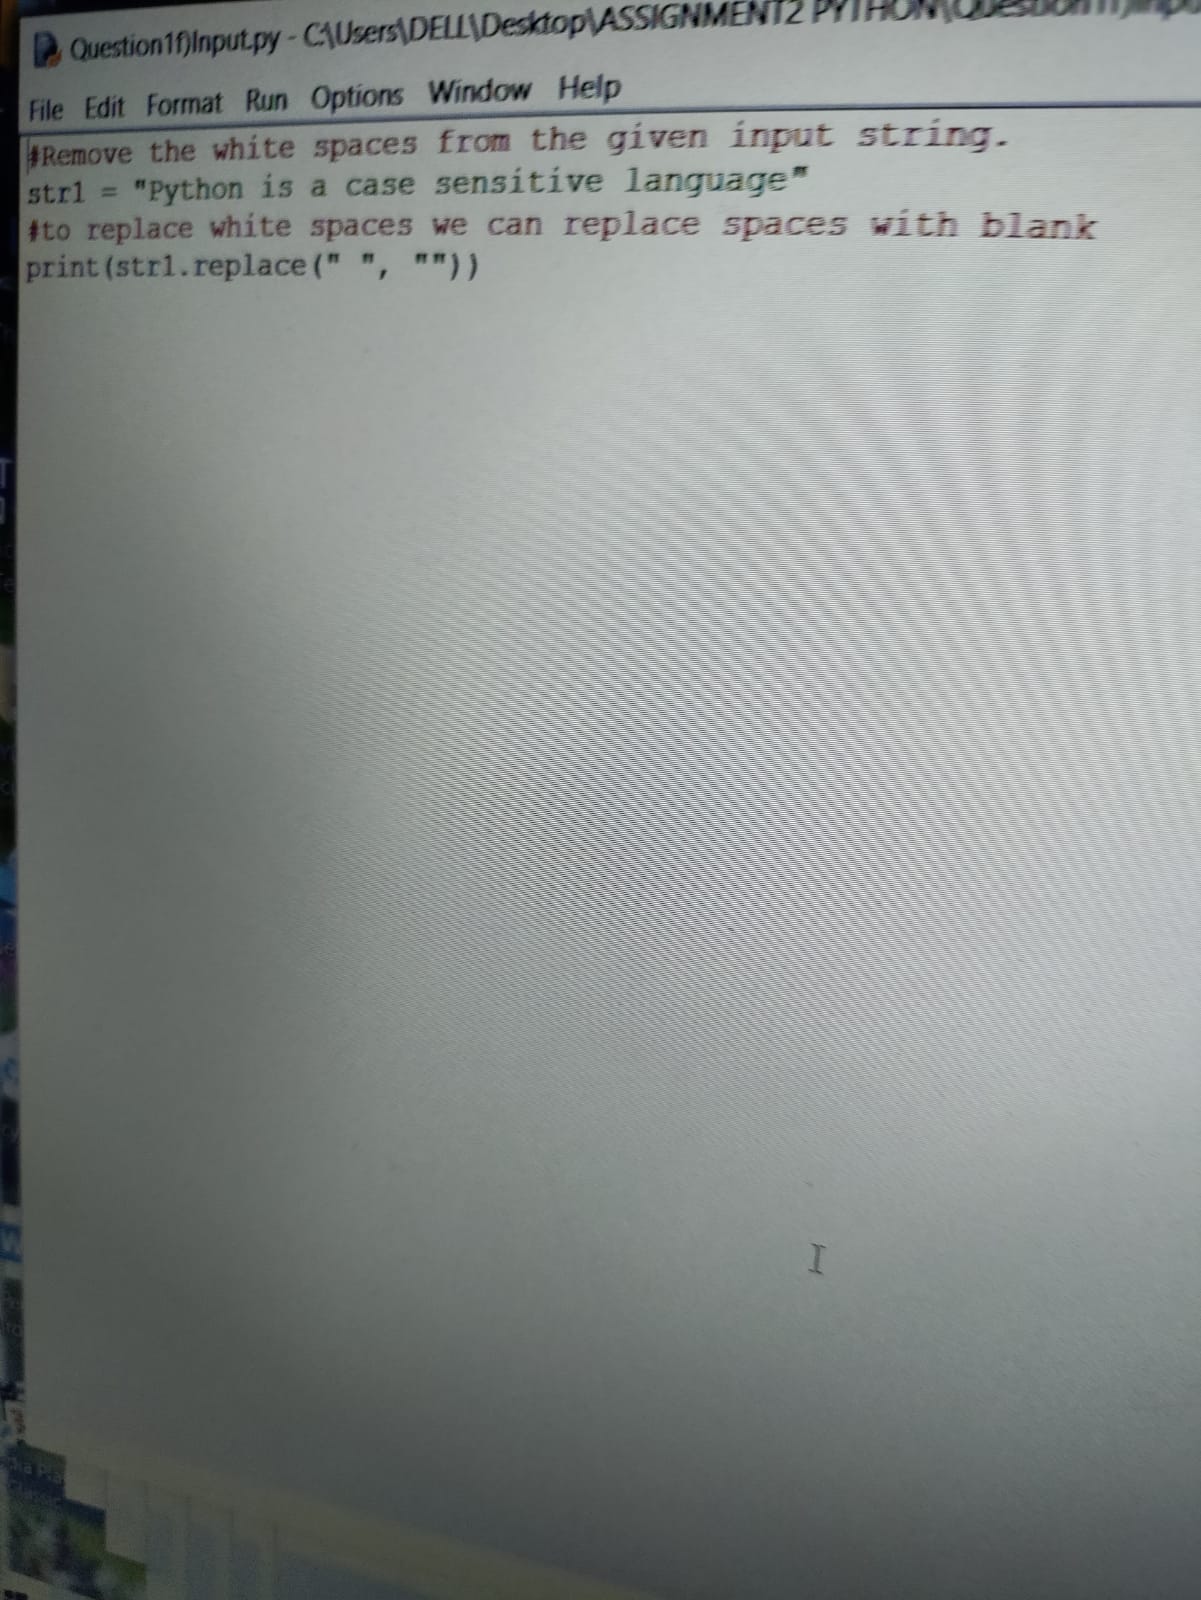 Question1f)Input.py - C:\Users\DELL\Desktop\ASSIGNMENT2 PYTHON\Question1f)Input
File Edit Format Run Options Window Help
#Remove the white spaces from the given input string.
str1 = "Python is a case sensitive language"
#to replace white spaces we can replace spaces with blank
print(str1.replace(" ", ""))